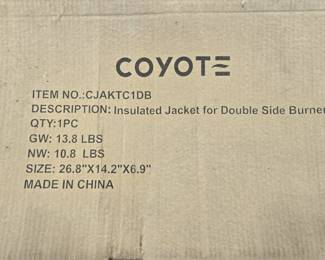 COYOTE
ITEM NO.:CJAKTC1DB
DESCRIPTION: Insulated Jacket for Double Side Burner
QTY:1PC
GW: 13.8 LBS
NW: 10.8 LBS
SIZE: 26.8"X14.2"X6.9"
MADE IN CHINA